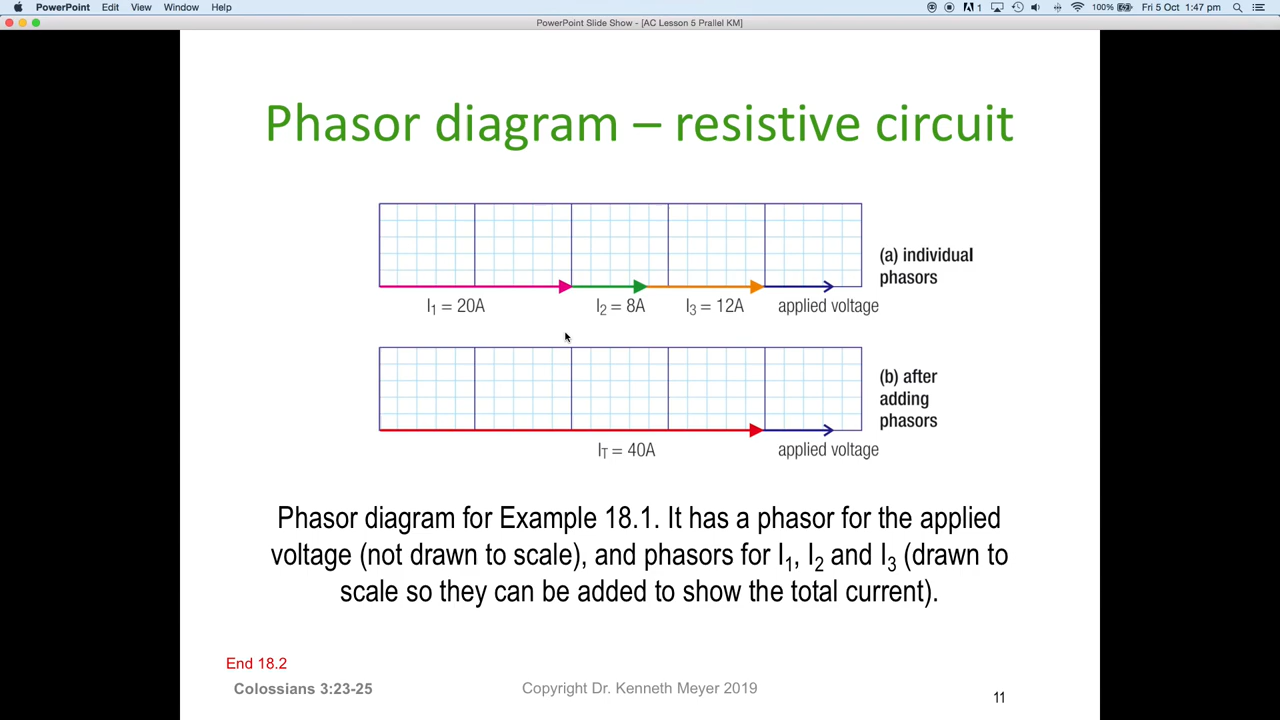 PowerPoint Edit View Window Help 1 100% Fri 5 Oct 1:47 pm
PowerPoint Slide Show - [AC Lesson 5 Prallel KM]
Phasor diagram – resistive circuit
(a) individual
phasors
I1 = 20A I2 = 8A I3 = 12A applied voltage
(b) after
adding
phasors
IT = 40A applied voltage
Phasor diagram for Example 18.1. It has a phasor for the applied
voltage (not drawn to scale), and phasors for I1, I2 and I3 (drawn to
scale so they can be added to show the total current).
End 18.2
Colossians 3:23-25
Copyright Dr. Kenneth Meyer 2019
11